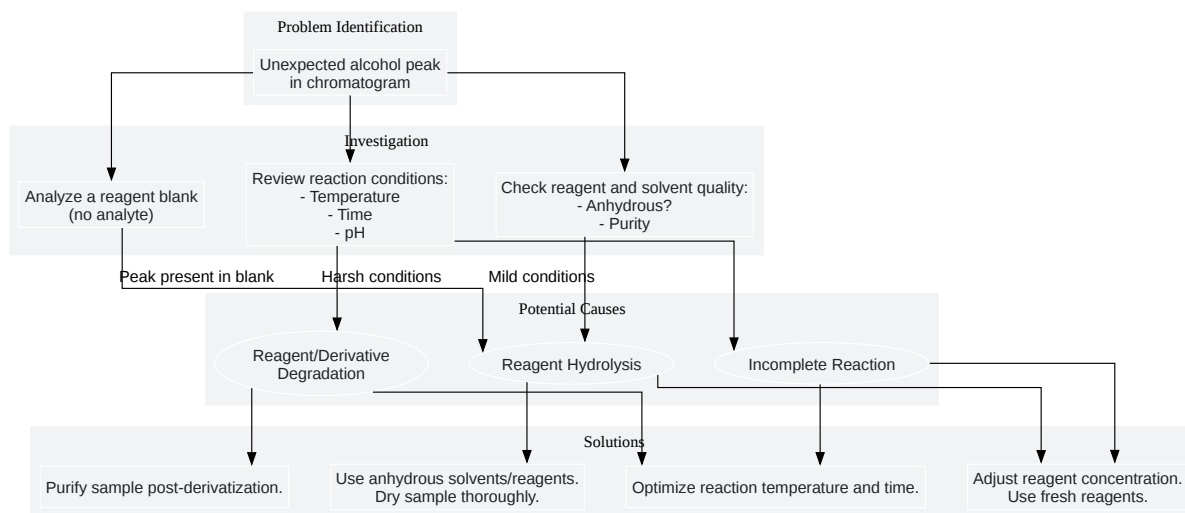 Problem Identification
Unexpected alcohol peak
in chromatogram
Investigation
Analyze a reagent blank
(no analyte)
Review reaction conditions:
- Temperature
- Time
- pH
Check reagent and solvent quality:
- Anhydrous?
- Purity
Peak present in blank
Harsh conditions
Mild conditions
Potential Causes
Reagent/Derivative
Degradation
Reagent Hydrolysis
Incomplete Reaction
Solutions
Purify sample post-derivatization.
Use anhydrous solvents/reagents.
Dry sample thoroughly.
Optimize reaction temperature and time.
Adjust reagent concentration.
Use fresh reagents.